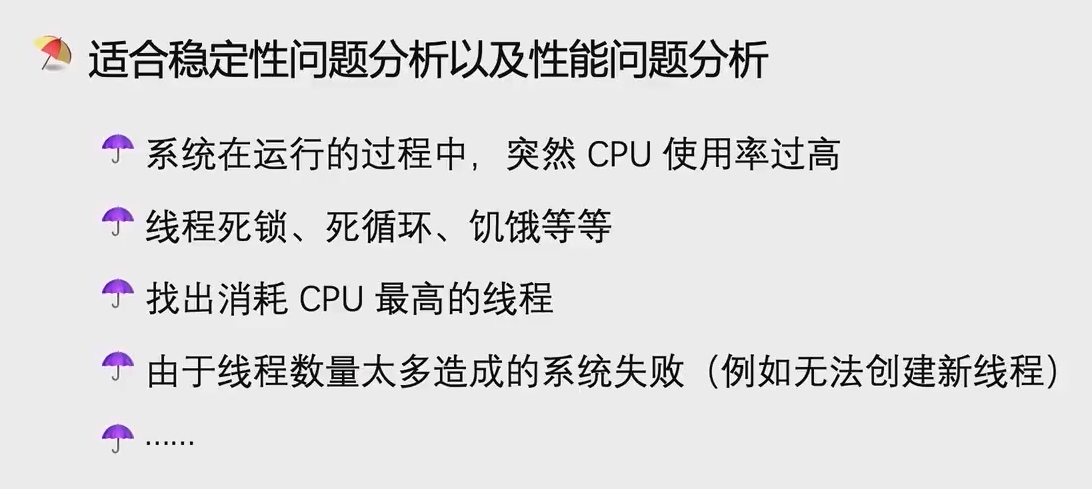 适合稳定性问题分析以及性能问题分析
系统在运行的过程中，突然 CPU 使用率过高
线程死锁、死循环、饥饿等等
找出消耗 CPU 最高的线程
由于线程数量太多造成的系统失败（例如无法创建新线程）
……